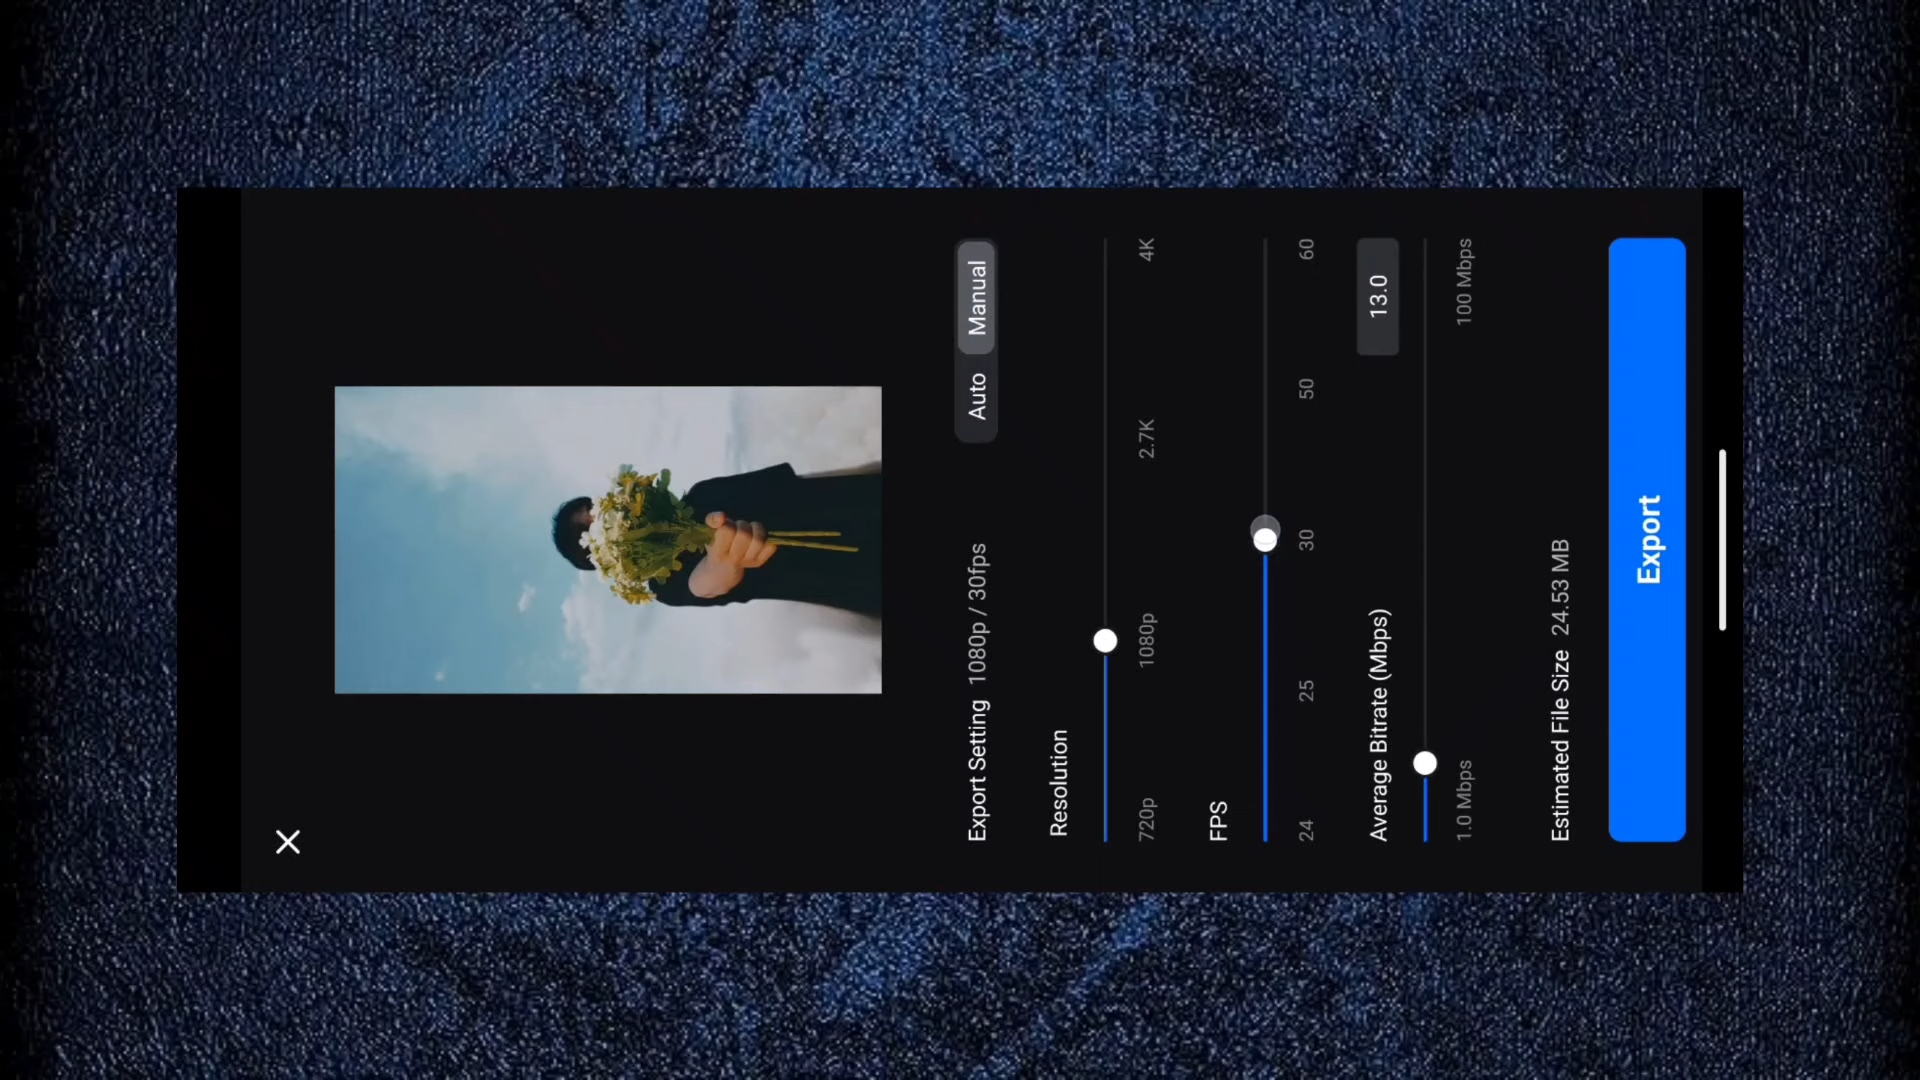 Export Setting 1080p / 30fps Auto Manual
Resolution
720p 1080p 2.7K 4K
FPS
24 25 30 50 60
Average Bitrate (Mbps) 13.0
1.0 Mbps 100 Mbps
Estimated File Size 24.53 MB
Export